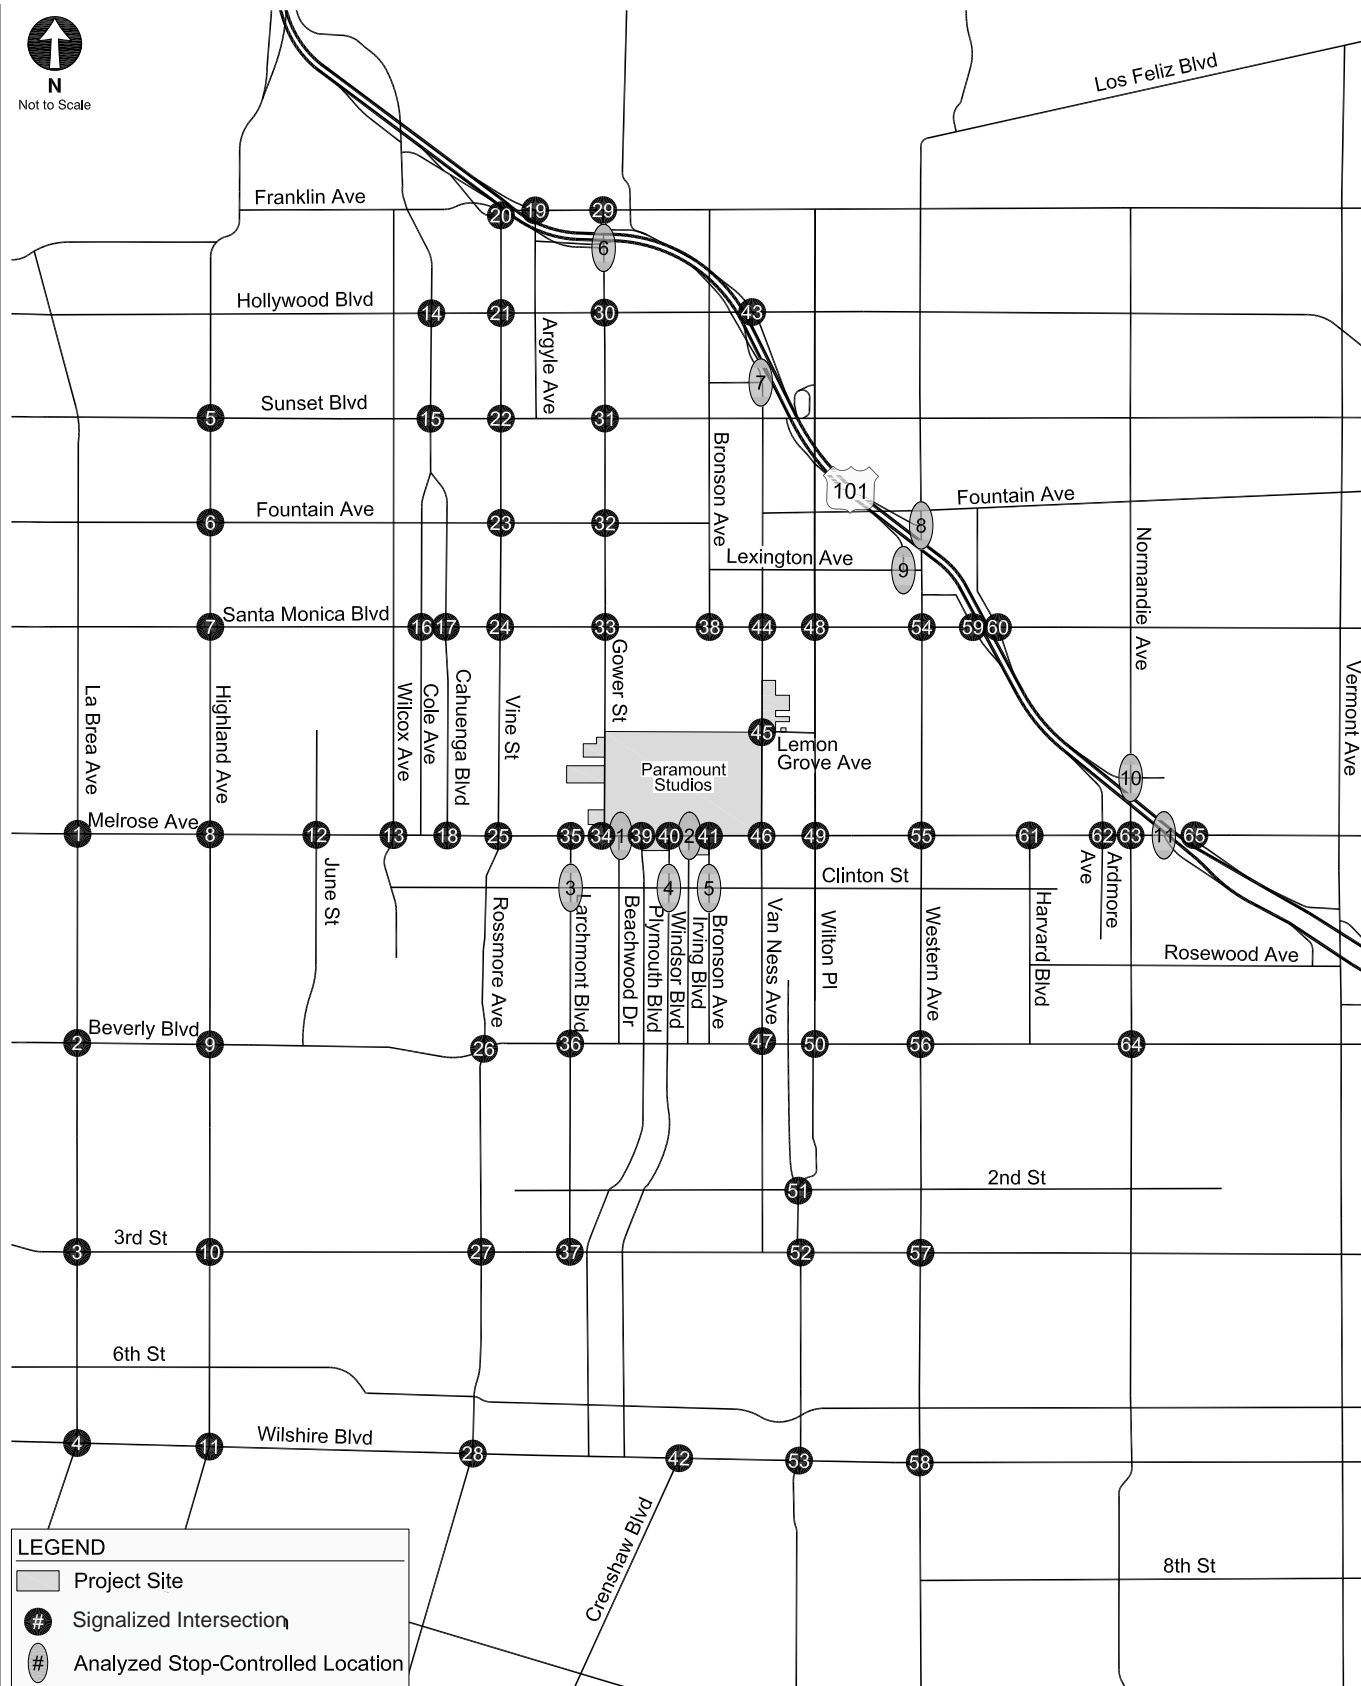 N
Not to Scale
Los Feliz Blvd
Franklin Ave
20
19
29
6
Hollywood Blvd
14
21
30
43
Argyle Ave
7
Sunset Blvd
5
15
22
31
Bronson Ave
101
Fountain Ave
Fountain Ave
6
23
32
8
Normandie Ave
Lexington Ave
9
Santa Monica Blvd
7
16
17
24
33
38
44
48
54
59
60
La Brea Ave
Highland Ave
Wilcox Ave
Cole Ave
Cahuenga Blvd
Vine St
Gower St
Vermont Ave
45
Lemon
Grove Ave
Paramount
Studios
10
Melrose Ave
1
8
12
13
18
25
35
34
1
39
40
2
41
46
49
55
61
62
63
11
65
June St
Clinton St
3
4
5
Rossmore Ave
Larchmont Blvd
Beachwood Dr
Plymouth Blvd
Windsor Blvd
Irving Blvd
Bronson Ave
Van Ness Ave
Wilton Pl
Western Ave
Harvard Blvd
Ardmore
Ave
Rosewood Ave
Beverly Blvd
2
9
26
36
47
50
56
64
2nd St
51
3rd St
3
10
27
37
52
57
6th St
Wilshire Blvd
4
11
28
42
53
58
Crenshaw Blvd
8th St
LEGEND
Project Site
# Signalized Intersection
# Analyzed Stop-Controlled Location